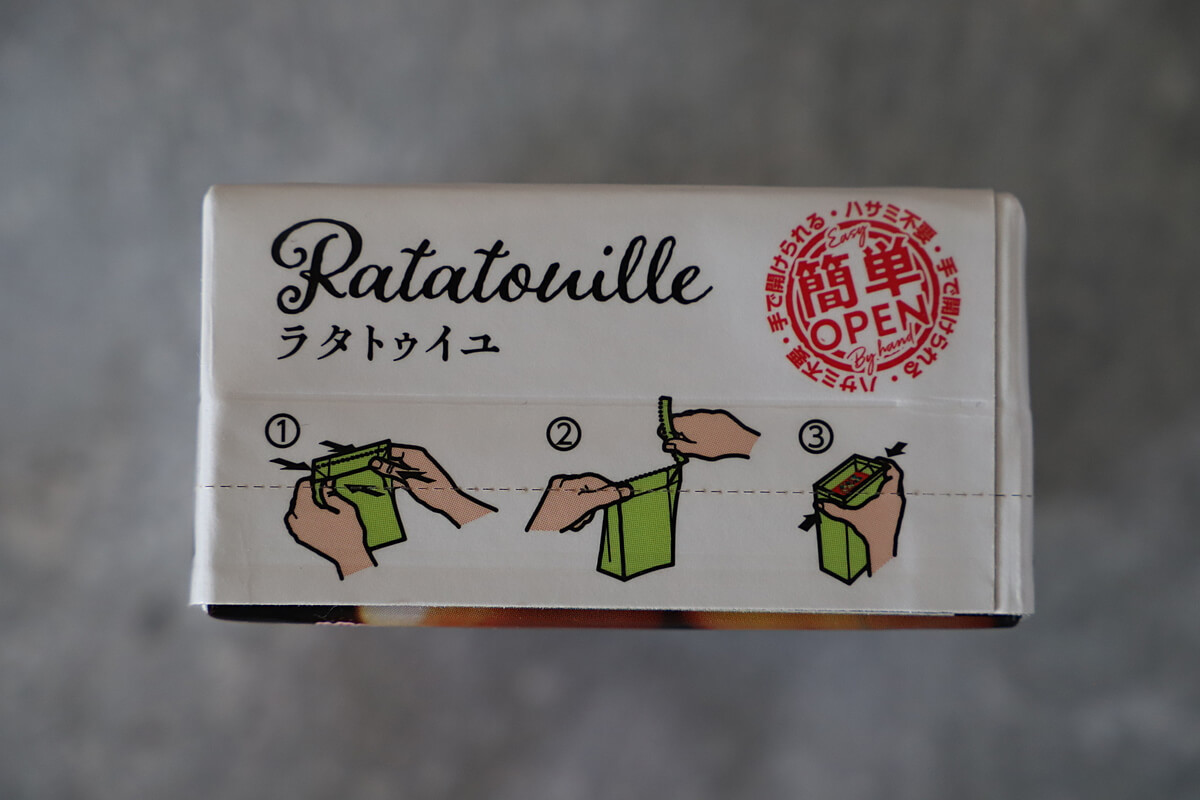 Ratatouille
ラタトゥイユ
手で開けられる・ハサミ不要・手で開けられる・ハサミ不要・
Easy
簡単
OPEN
By hand
①
②
③